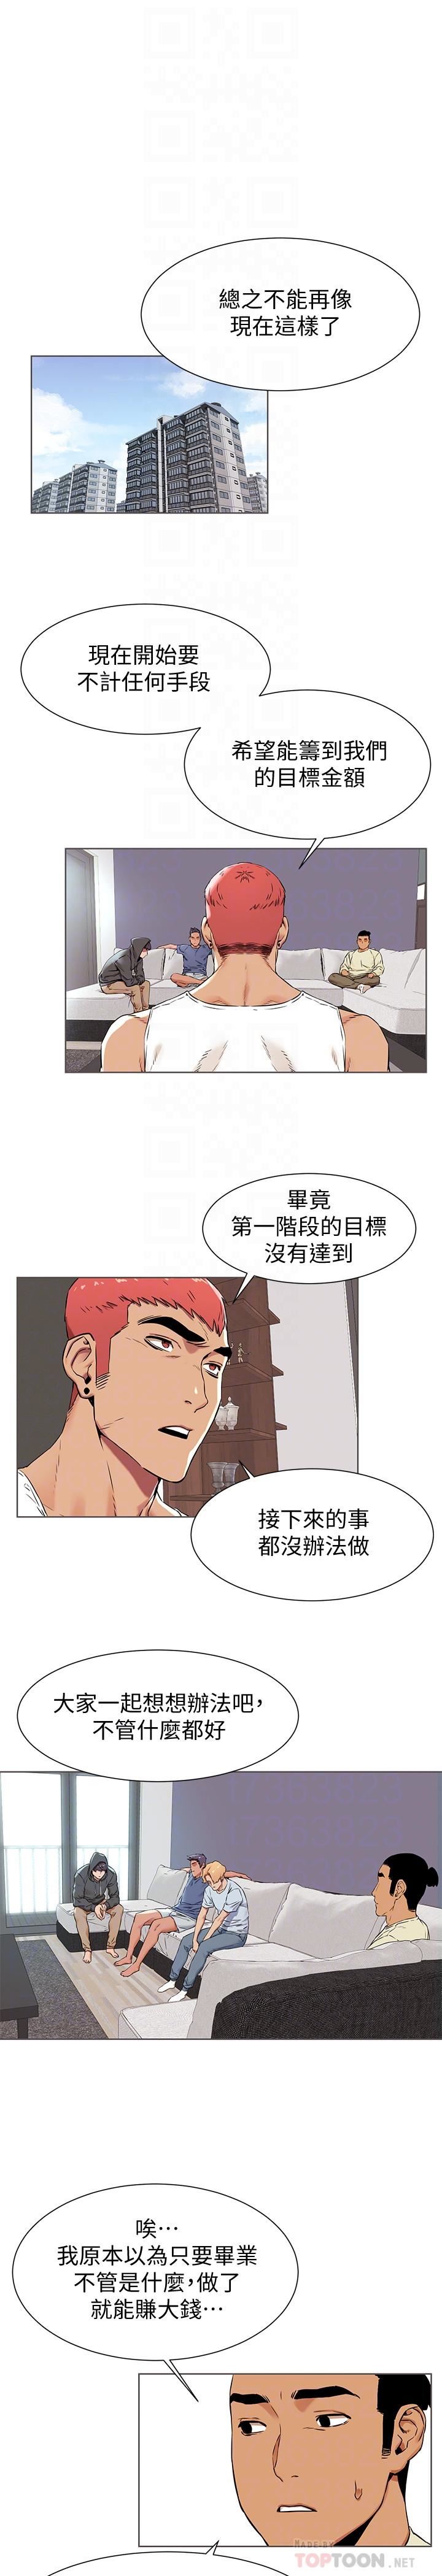 總之不能再像
現在這樣了
現在開始要
不計任何手段
希望能籌到我們
的目標金額
畢竟
第一階段的目標
沒有達到
接下來的事
都沒辦法做
大家一起想想辦法吧，
不管什麼都好
唉…
我原本以為只要畢業
不管是什麼，做了
就能賺大錢…
MADE BY
TOPTOON.NET